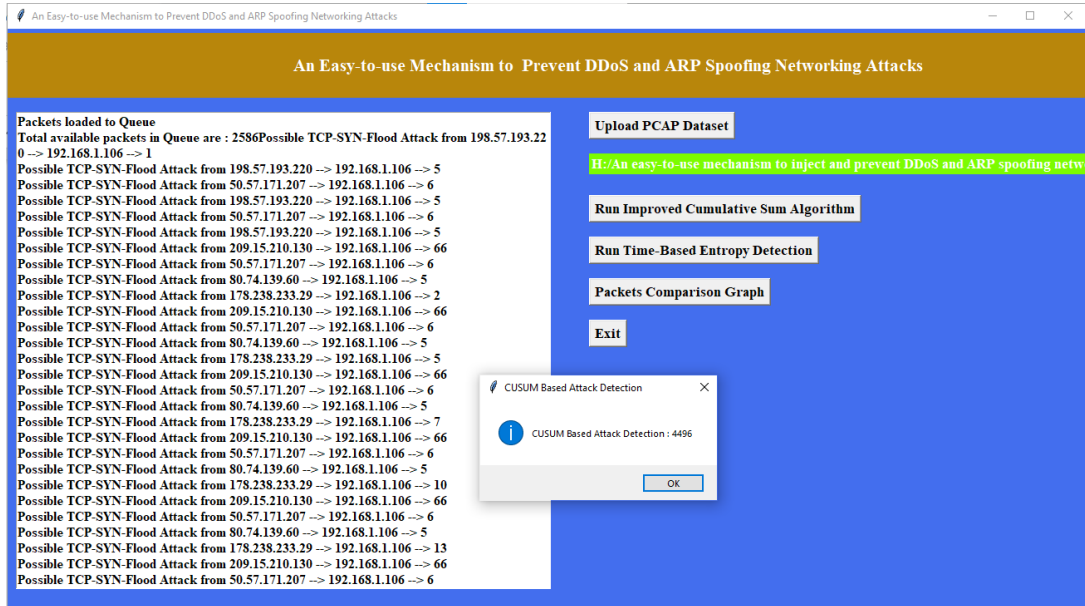 An Easy-to-use Mechanism to Prevent DDoS and ARP Spoofing Networking Attacks
An Easy-to-use Mechanism to Prevent DDoS and ARP Spoofing Networking Attacks
Packets loaded to Queue
Total available packets in Queue are : 2586Possible TCP-SYN-Flood Attack from 198.57.193.22
0 --> 192.168.1.106 --> 1
Possible TCP-SYN-Flood Attack from 198.57.193.220 --> 192.168.1.106 --> 5
Possible TCP-SYN-Flood Attack from 50.57.171.207 --> 192.168.1.106 --> 6
Possible TCP-SYN-Flood Attack from 198.57.193.220 --> 192.168.1.106 --> 5
Possible TCP-SYN-Flood Attack from 50.57.171.207 --> 192.168.1.106 --> 6
Possible TCP-SYN-Flood Attack from 198.57.193.220 --> 192.168.1.106 --> 5
Possible TCP-SYN-Flood Attack from 209.15.210.130 --> 192.168.1.106 --> 66
Possible TCP-SYN-Flood Attack from 50.57.171.207 --> 192.168.1.106 --> 6
Possible TCP-SYN-Flood Attack from 80.74.139.60 --> 192.168.1.106 --> 5
Possible TCP-SYN-Flood Attack from 178.238.233.29 --> 192.168.1.106 --> 2
Possible TCP-SYN-Flood Attack from 209.15.210.130 --> 192.168.1.106 --> 66
Possible TCP-SYN-Flood Attack from 50.57.171.207 --> 192.168.1.106 --> 6
Possible TCP-SYN-Flood Attack from 80.74.139.60 --> 192.168.1.106 --> 5
Possible TCP-SYN-Flood Attack from 178.238.233.29 --> 192.168.1.106 --> 5
Possible TCP-SYN-Flood Attack from 209.15.210.130 --> 192.168.1.106 --> 66
Possible TCP-SYN-Flood Attack from 50.57.171.207 --> 192.168.1.106 --> 6
Possible TCP-SYN-Flood Attack from 80.74.139.60 --> 192.168.1.106 --> 5
Possible TCP-SYN-Flood Attack from 178.238.233.29 --> 192.168.1.106 --> 7
Possible TCP-SYN-Flood Attack from 209.15.210.130 --> 192.168.1.106 --> 66
Possible TCP-SYN-Flood Attack from 50.57.171.207 --> 192.168.1.106 --> 6
Possible TCP-SYN-Flood Attack from 80.74.139.60 --> 192.168.1.106 --> 5
Possible TCP-SYN-Flood Attack from 178.238.233.29 --> 192.168.1.106 --> 10
Possible TCP-SYN-Flood Attack from 209.15.210.130 --> 192.168.1.106 --> 66
Possible TCP-SYN-Flood Attack from 50.57.171.207 --> 192.168.1.106 --> 6
Possible TCP-SYN-Flood Attack from 80.74.139.60 --> 192.168.1.106 --> 5
Possible TCP-SYN-Flood Attack from 178.238.233.29 --> 192.168.1.106 --> 13
Possible TCP-SYN-Flood Attack from 209.15.210.130 --> 192.168.1.106 --> 66
Possible TCP-SYN-Flood Attack from 50.57.171.207 --> 192.168.1.106 --> 6
Upload PCAP Dataset
H:/An easy-to-use mechanism to inject and prevent DDoS and ARP spoofing netw
Run Improved Cumulative Sum Algorithm
Run Time-Based Entropy Detection
Packets Comparison Graph
Exit
CUSUM Based Attack Detection
CUSUM Based Attack Detection : 4496
OK